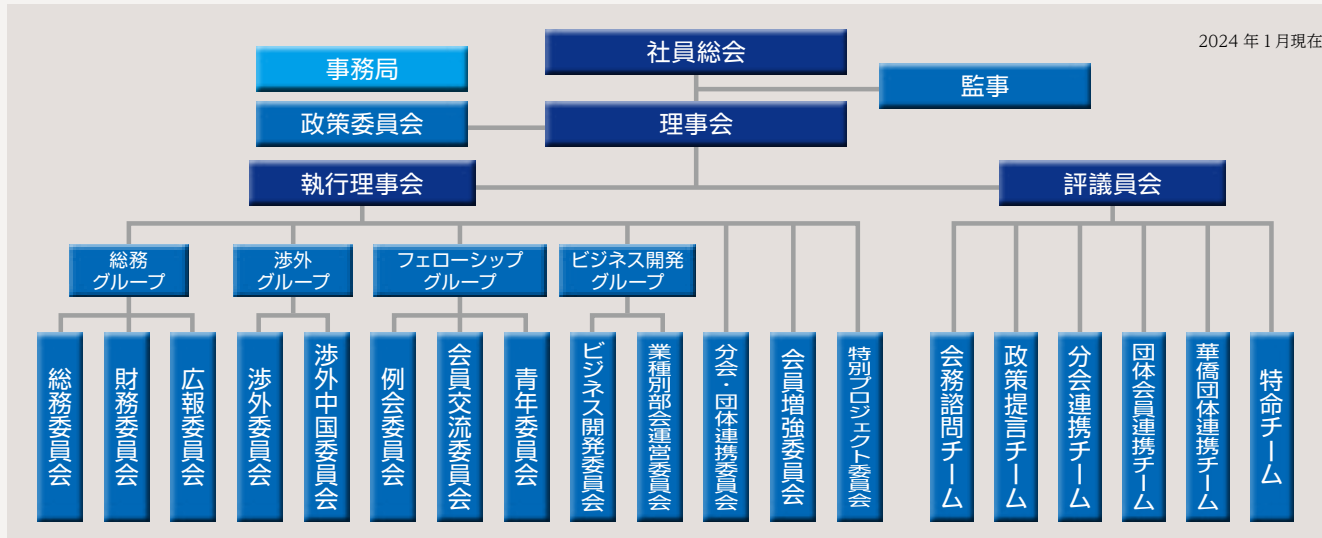 2024年1月現在
社員総会
事務局
監事
政策委員会
理事会
執行理事会
評議員会
総務
グループ
渉外
グループ
フェローシップ
グループ
ビジネス開発
グループ
総務委員会
財務委員会
広報委員会
渉外委員会
渉外中国委員会
例会委員会
会員交流委員会
青年委員会
ビジネス開発委員会
業種別部会運営委員会
分会・団体連携委員会
会員増強委員会
特別プロジェクト委員会
会務諮問チーム
政策提言チーム
分会連携チーム
団体会員連携チーム
華僑団体連携チーム
特命チーム